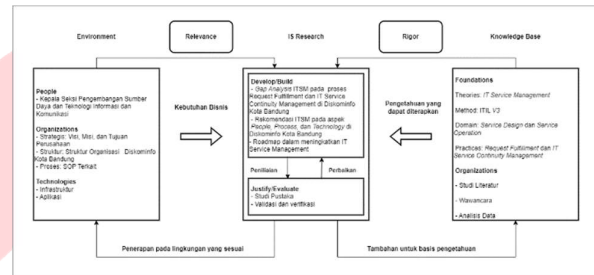 Environment
Relevance
IS Research
Rigor
Knowledge Base
People
- Kepala Seksi Pengembangan Sumber
Daya dan Teknologi Informasi dan
Komunikasi
Organizations
- Strategis: Visi, Misi, dan Tujuan
Perusahaan
- Struktur: Struktur Organisasi Diskominfo
Kota Bandung
- Proses: SOP Terkait
Technologies
- Infrastruktur
- Aplikasi
Kebutuhan Bisnis
Develop/Build
- Gap Analysis ITSM pada proses
Request Fulfillment dan IT Service
Continuity Management di Diskominfo
Kota Bandung
- Rekomendasi ITSM pada aspek
People, Process, dan Technology di
Diskominfo Kota Bandung
- Roadmap dalam meningkatkan IT
Service Management
Penilaian
Perbaikan
Justify/Evaluate
- Studi Pustaka
- Validasi dan verifikasi
Pengetahuan yang
dapat diterapkan
Foundations
Theories: IT Service Management
Method: ITIL V3
Domain: Service Design dan Service
Operation
Practices: Request Fulfillment dan IT
Service Continuity Management
Organizations
- Studi Literatur
- Wawancara
- Analisis Data
Penerapan pada lingkungan yang sesuai
Tambahan untuk basis pengetahuan